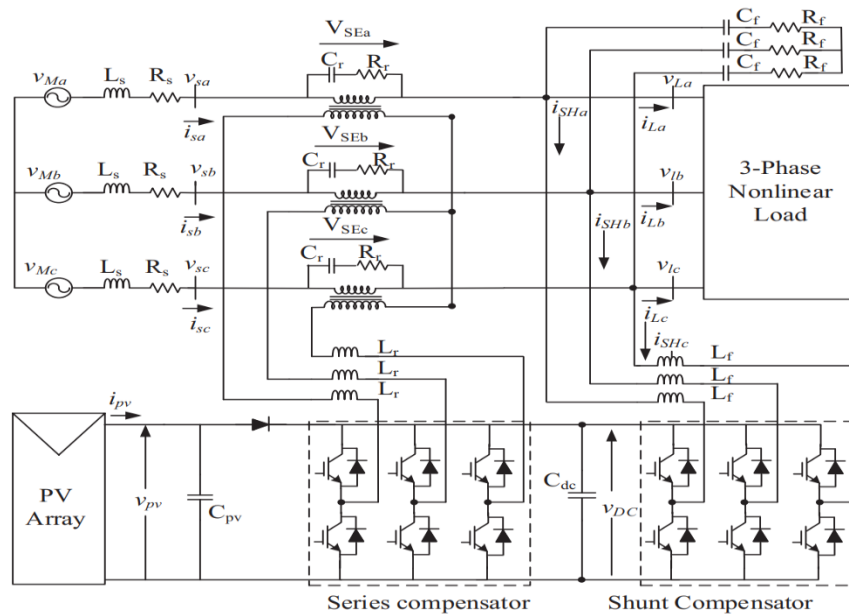 V_SEa
C_r
R_r
C_f
R_f
C_f
R_f
C_f
R_f
v_Ma
L_s
R_s
v_sa
i_sa
i_SHa
v_La
i_La
3-Phase
Nonlinear
Load
V_SEb
C_r
R_r
v_Mb
L_s
R_s
v_sb
i_sb
i_SHb
v_lb
i_Lb
V_SEc
C_r
R_r
v_Mc
L_s
R_s
v_sc
i_sc
v_lc
i_Lc
i_SHc
L_r
L_r
L_r
L_f
L_f
L_f
i_pv
PV
Array
v_pv
C_pv
C_dc
v_DC
Series compensator
Shunt Compensator